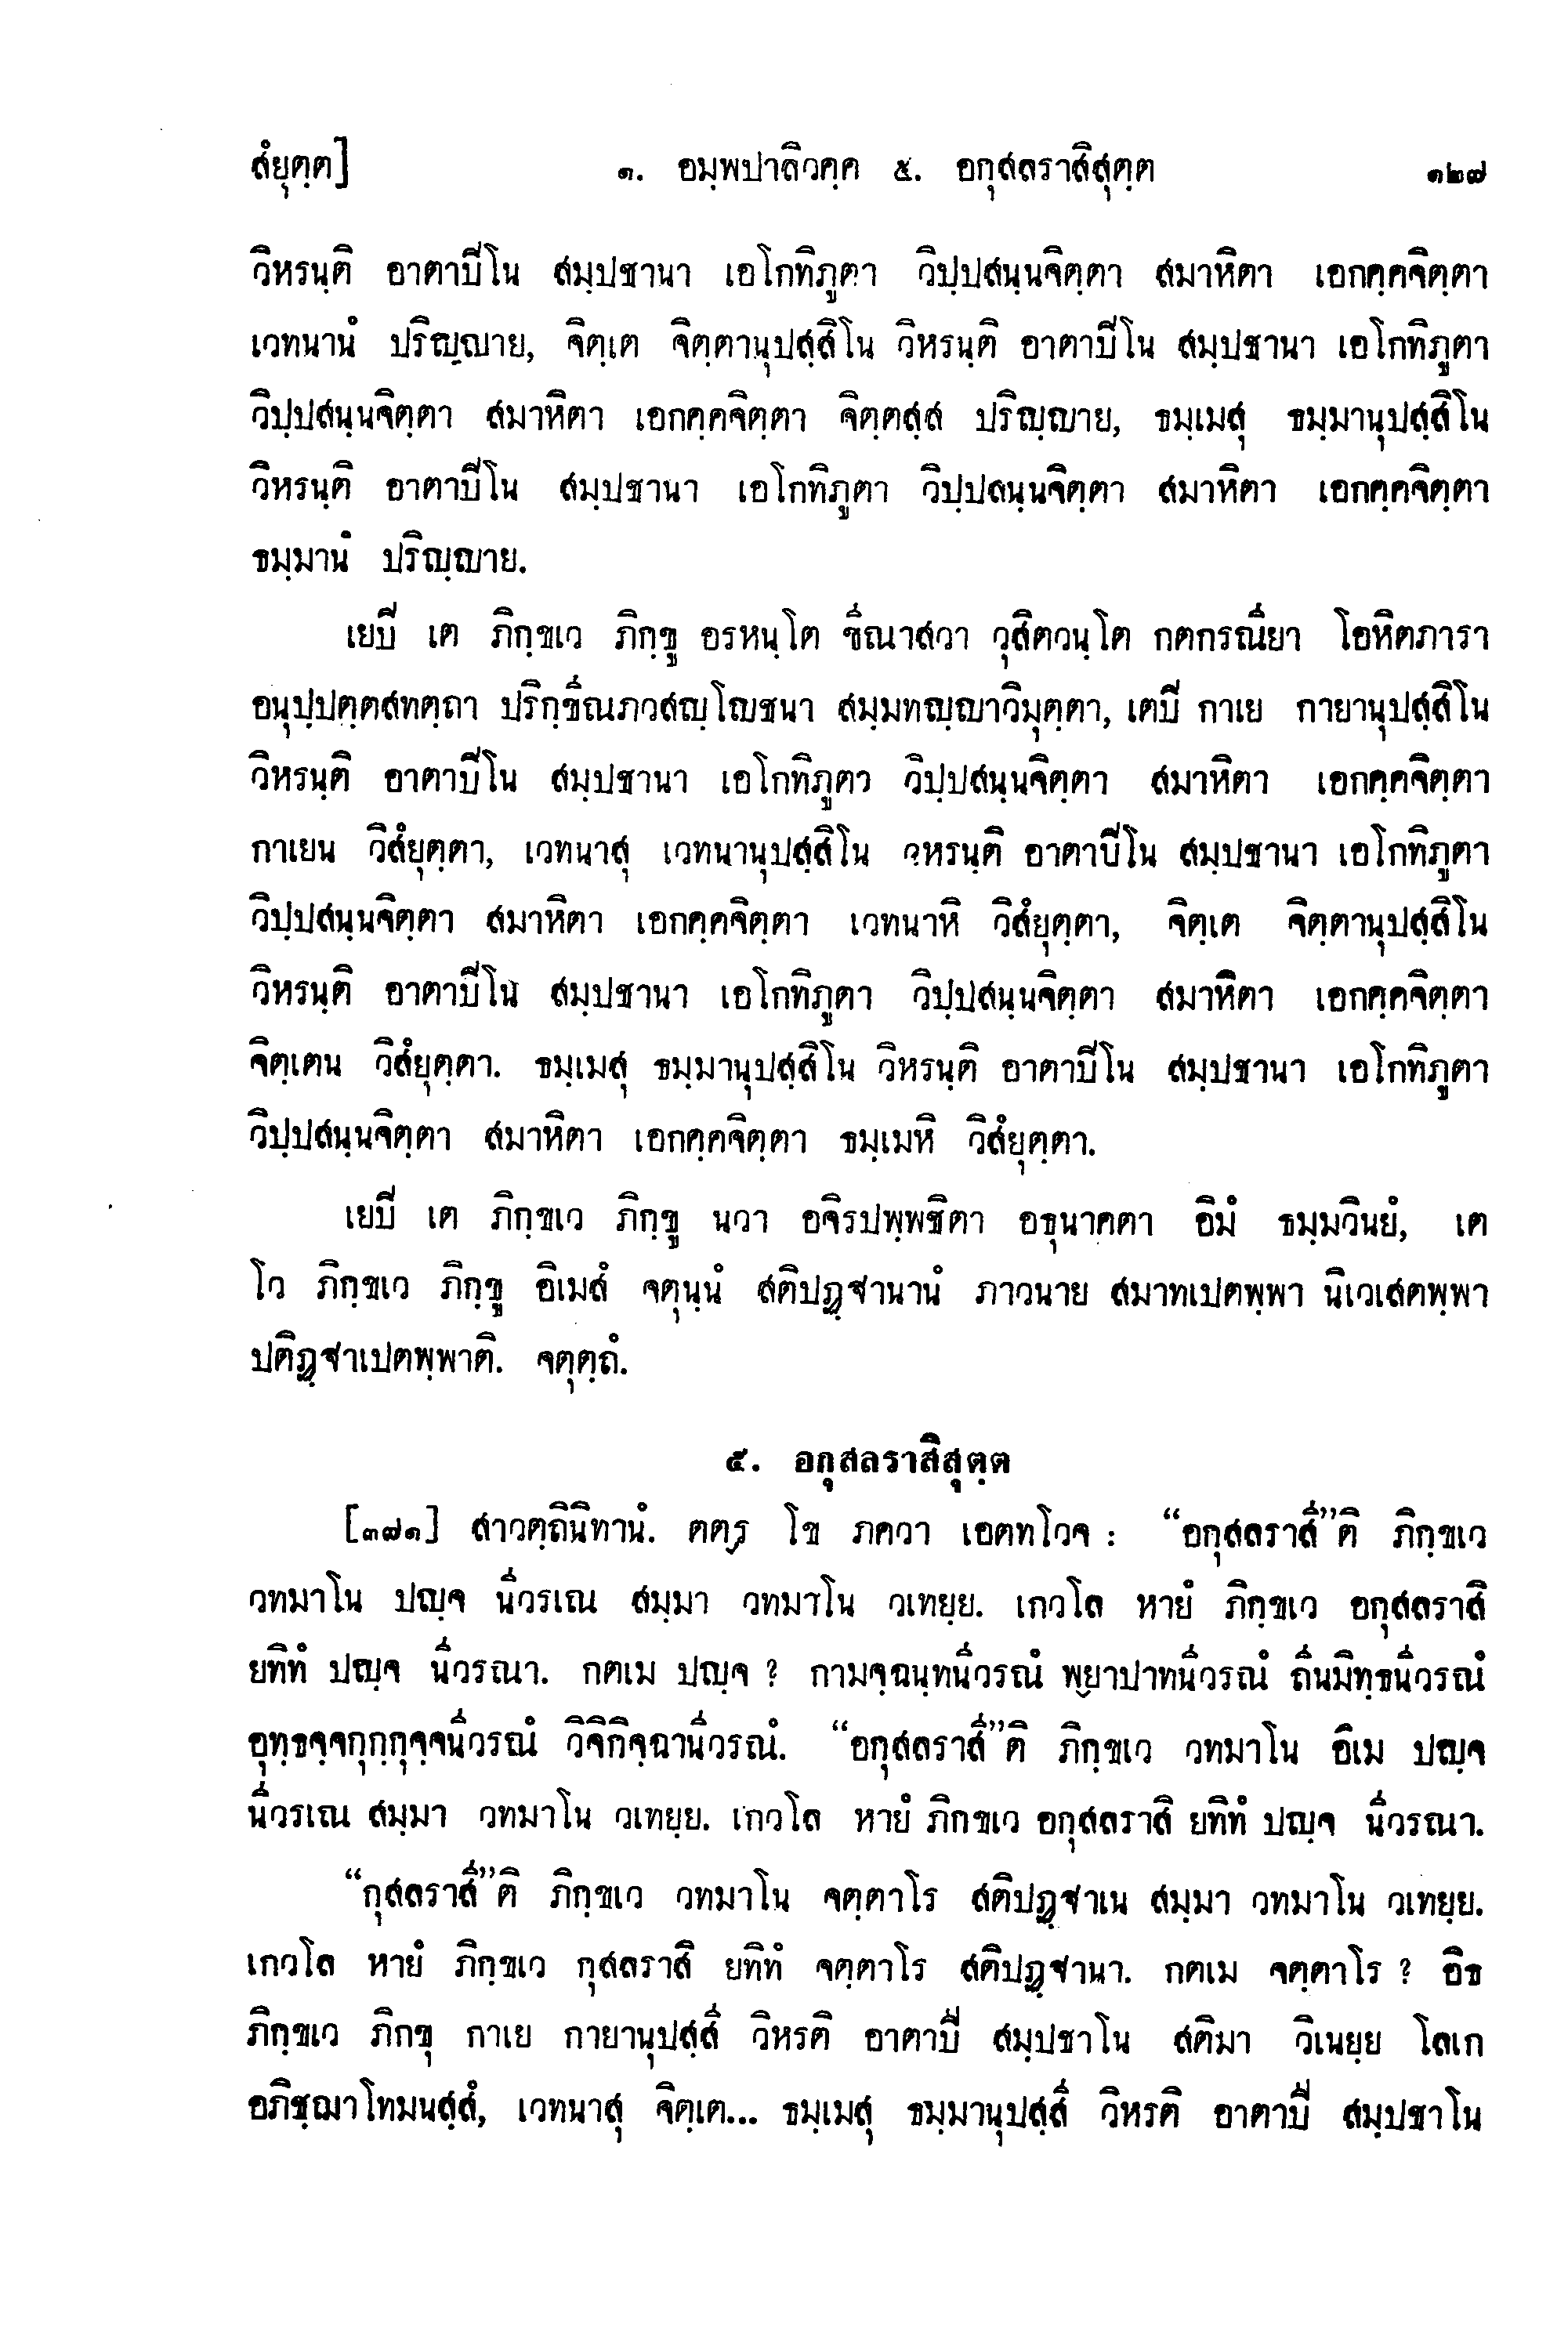 สํยุตฺต] ๑. อมฺพปาลิวคฺค ๕. อกุสลราสิสุตฺต ๑๒๗
วิหรนฺติ อาตาปิโน สมฺปชานา เอโกทิภูตา วิปฺปสนฺนจิตฺตา สมาหิตา เอกคฺคจิตฺตา
เวทนานํ ปริญฺญาย, จิตฺเต จิตฺตานุปสฺสิโน วิหรนฺติ อาตาปิโน สมฺปชานา เอโกทิภูตา
วิปฺปสนฺนจิตฺตา สมาหิตา เอกคฺคจิตฺตา จิตฺตสฺส ปริญฺญาย, ธมฺเมสุ ธมฺมานุปสฺสิโน
วิหรนฺติ อาตาปิโน สมฺปชานา เอโกทิภูตา วิปฺปสนฺนจิตฺตา สมาหิตา เอกคฺคจิตฺตา
ธมฺมานํ ปริญฺญาย.
เยปิ เต ภิกฺขเว ภิกฺขู อรหนฺโต ขีณาสวา วุสิตวนฺโต กตกรณียา โอหิตภารา
อนุปฺปตฺตสทตฺถา ปริกฺขีณภวสญฺโญชนา สมฺมทญฺญาวิมุตฺตา, เตปิ กาเย กายานุปสฺสิโน
วิหรนฺติ อาตาปิโน สมฺปชานา เอโกทิภูตา วิปฺปสนฺนจิตฺตา สมาหิตา เอกคฺคจิตฺตา
กาเยน วิสํยุตฺตา, เวทนาสุ เวทนานุปสฺสิโน วหรนฺติ อาตาปิโน สมฺปชานา เอโกทิภูตา
วิปฺปสนฺนจิตฺตา สมาหิตา เอกคฺคจิตฺตา เวทนาหิ วิสํยุตฺตา, จิตฺเต จิตฺตานุปสฺสิโน
วิหรนฺติ อาตาปิโน สมฺปชานา เอโกทิภูตา วิปฺปสนฺนจิตฺตา สมาหิตา เอกคฺคจิตฺตา
จิตฺเตน วิสํยุตฺตา. ธมฺเมสุ ธมฺมานุปสฺสิโน วิหรนฺติ อาตาปิโน สมฺปชานา เอโกทิภูตา
วิปฺปสนฺนจิตฺตา สมาหิตา เอกคฺคจิตฺตา ธมฺเมหิ วิสํยุตฺตา.
เยปิ เต ภิกฺขเว ภิกฺขู นวา อจิรปพฺพชิตา อธุนาคตา อิมํ ธมฺมวินยํ, เต
โว ภิกฺขเว ภิกฺขู อิเมสํ จตุนฺนํ สติปฏฺฐานานํ ภาวนาย สมาทเปตพฺพา นิเวเสตพฺพา
ปติฏฺฐาเปตพฺพาติ. จตุตฺถํ.
๕. อกุสลราสิสุตฺต
[๓๗๑] สาวตฺถินิทานํ. ตตฺร โข ภควา เอตทโวจ : “อกุสลราสี”ติ ภิกฺขเว
วทมาโน ปญฺจ นีวรเณ สมฺมา วทมาโน วเทยฺย. เกวโล หายํ ภิกฺขเว อกุสลราสิ
ยทิทํ ปญฺจ นีวรณา. กตเม ปญฺจ ? กามจฺฉนฺทนีวรณํ พฺยาปาทนีวรณํ ถีนมิทฺธนีวรณํ
อุทฺธจฺจกุกฺกุจฺจนีวรณํ วิจิกิจฺฉานีวรณํ. “อกุสลราสี”ติ ภิกฺขเว วทมาโน อิเม ปญฺจ
นีวรเณ สมฺมา วทมาโน วเทยฺย. เกวโล หายํ ภิกขเว อกุสลราสิ ยทิทํ ปญฺจ นีวรณา.
“กุสลราสี”ติ ภิกฺขเว วทมาโน จตฺตาโร สติปฏฺฐาเน สมฺมา วทมาโน วเทยฺย.
เกวโล หายํ ภิกฺขเว กุสลราสิ ยทิทํ จตฺตาโร สติปฏฺฐานา. กตเม จตฺตาโร ? อิธ
ภิกฺขเว ภิกขุ กาเย กายานุปสฺสี วิหรติ อาตาปี สมฺปชาโน สติมา วิเนยฺย โลเก
อภิชฺฌาโทมนสฺสํ, เวทนาสุ จิตฺเต... ธมฺเมสุ ธมฺมานุปสฺสี วิหรติ อาตาปี สมฺปชาโน